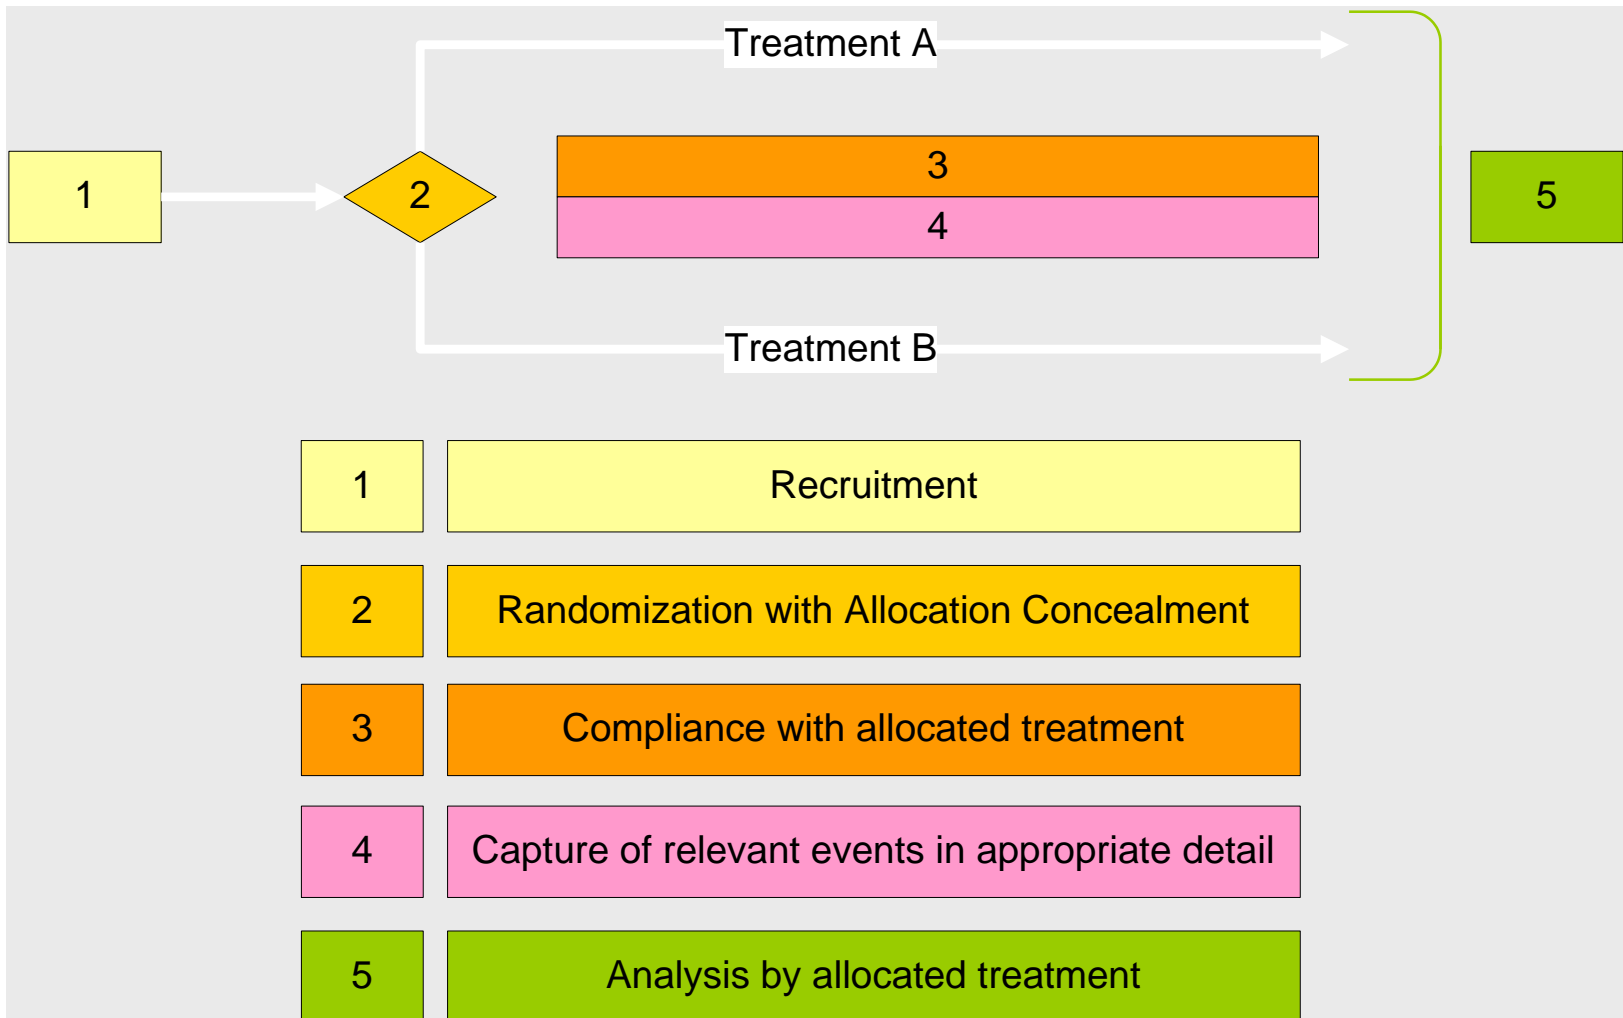 Treatment A
1
2
3
4
5
Treatment B
1 Recruitment
2 Randomization with Allocation Concealment
3 Compliance with allocated treatment
4 Capture of relevant events in appropriate detail
5 Analysis by allocated treatment